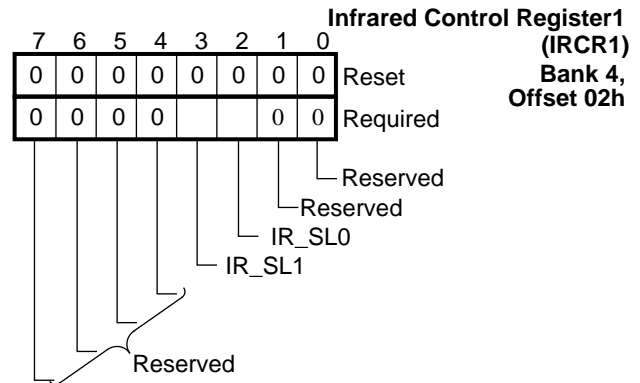 Infrared Control Register1
(IRCR1)
Bank 4,
Offset 02h
7 6 5 4 3 2 1 0
0 0 0 0 0 0 0 0 Reset
0 0 0 0 0 0 Required
Reserved
Reserved
IR_SL0
IR_SL1
Reserved